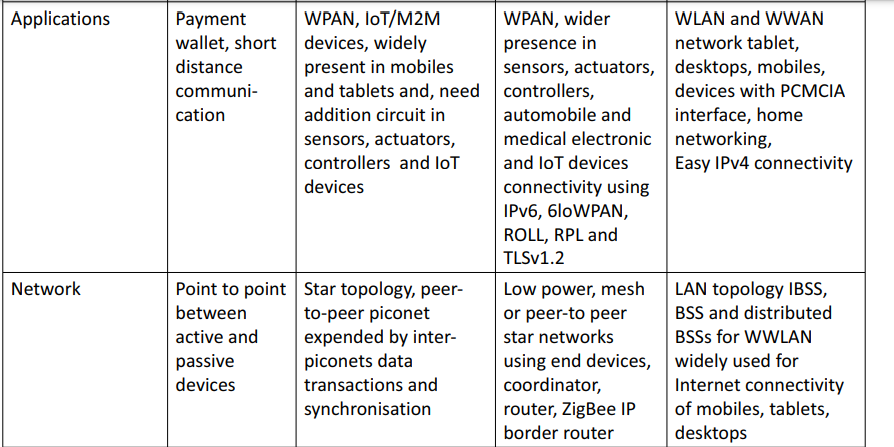 Applications
Payment
wallet, short
distance
communi-
cation
WPAN, IoT/M2M
devices, widely
present in mobiles
and tablets and, need
addition circuit in
sensors, actuators,
controllers and IoT
devices
WPAN, wider
presence in
sensors, actuators,
controllers,
automobile and
medical electronic
and IoT devices
connectivity using
IPv6, 6loWPAN,
ROLL, RPL and
TLSv1.2
WLAN and WWAN
network tablet,
desktops, mobiles,
devices with PCMCIA
interface, home
networking,
Easy IPv4 connectivity
Network
Point to point
between
active and
passive
devices
Star topology, peer-
to-peer piconet
expended by inter-
piconets data
transactions and
synchronisation
Low power, mesh
or peer-to peer
star networks
using end devices,
coordinator,
router, ZigBee IP
border router
LAN topology IBSS,
BSS and distributed
BSSs for WWLAN
widely used for
Internet connectivity
of mobiles, tablets,
desktops